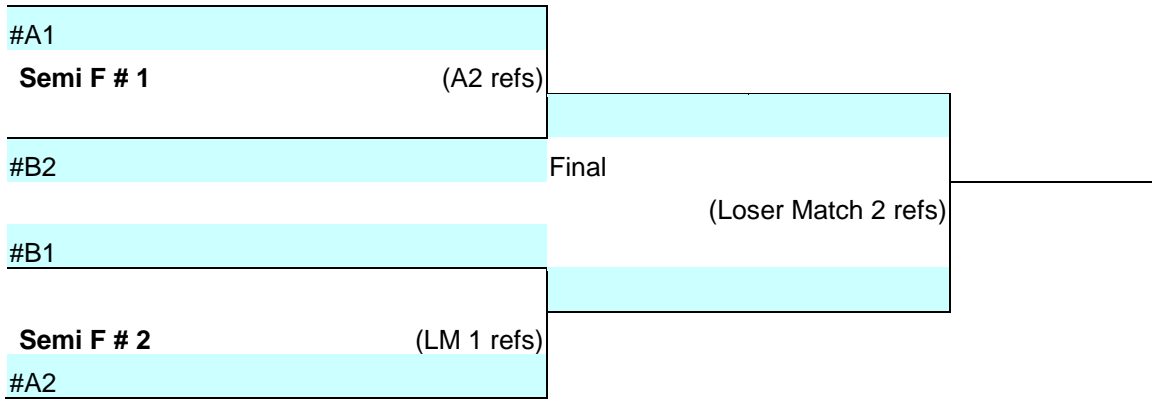 #A1
Semi F # 1 (A2 refs)
#B2 Final
(Loser Match 2 refs)
#B1
Semi F # 2 (LM 1 refs)
#A2